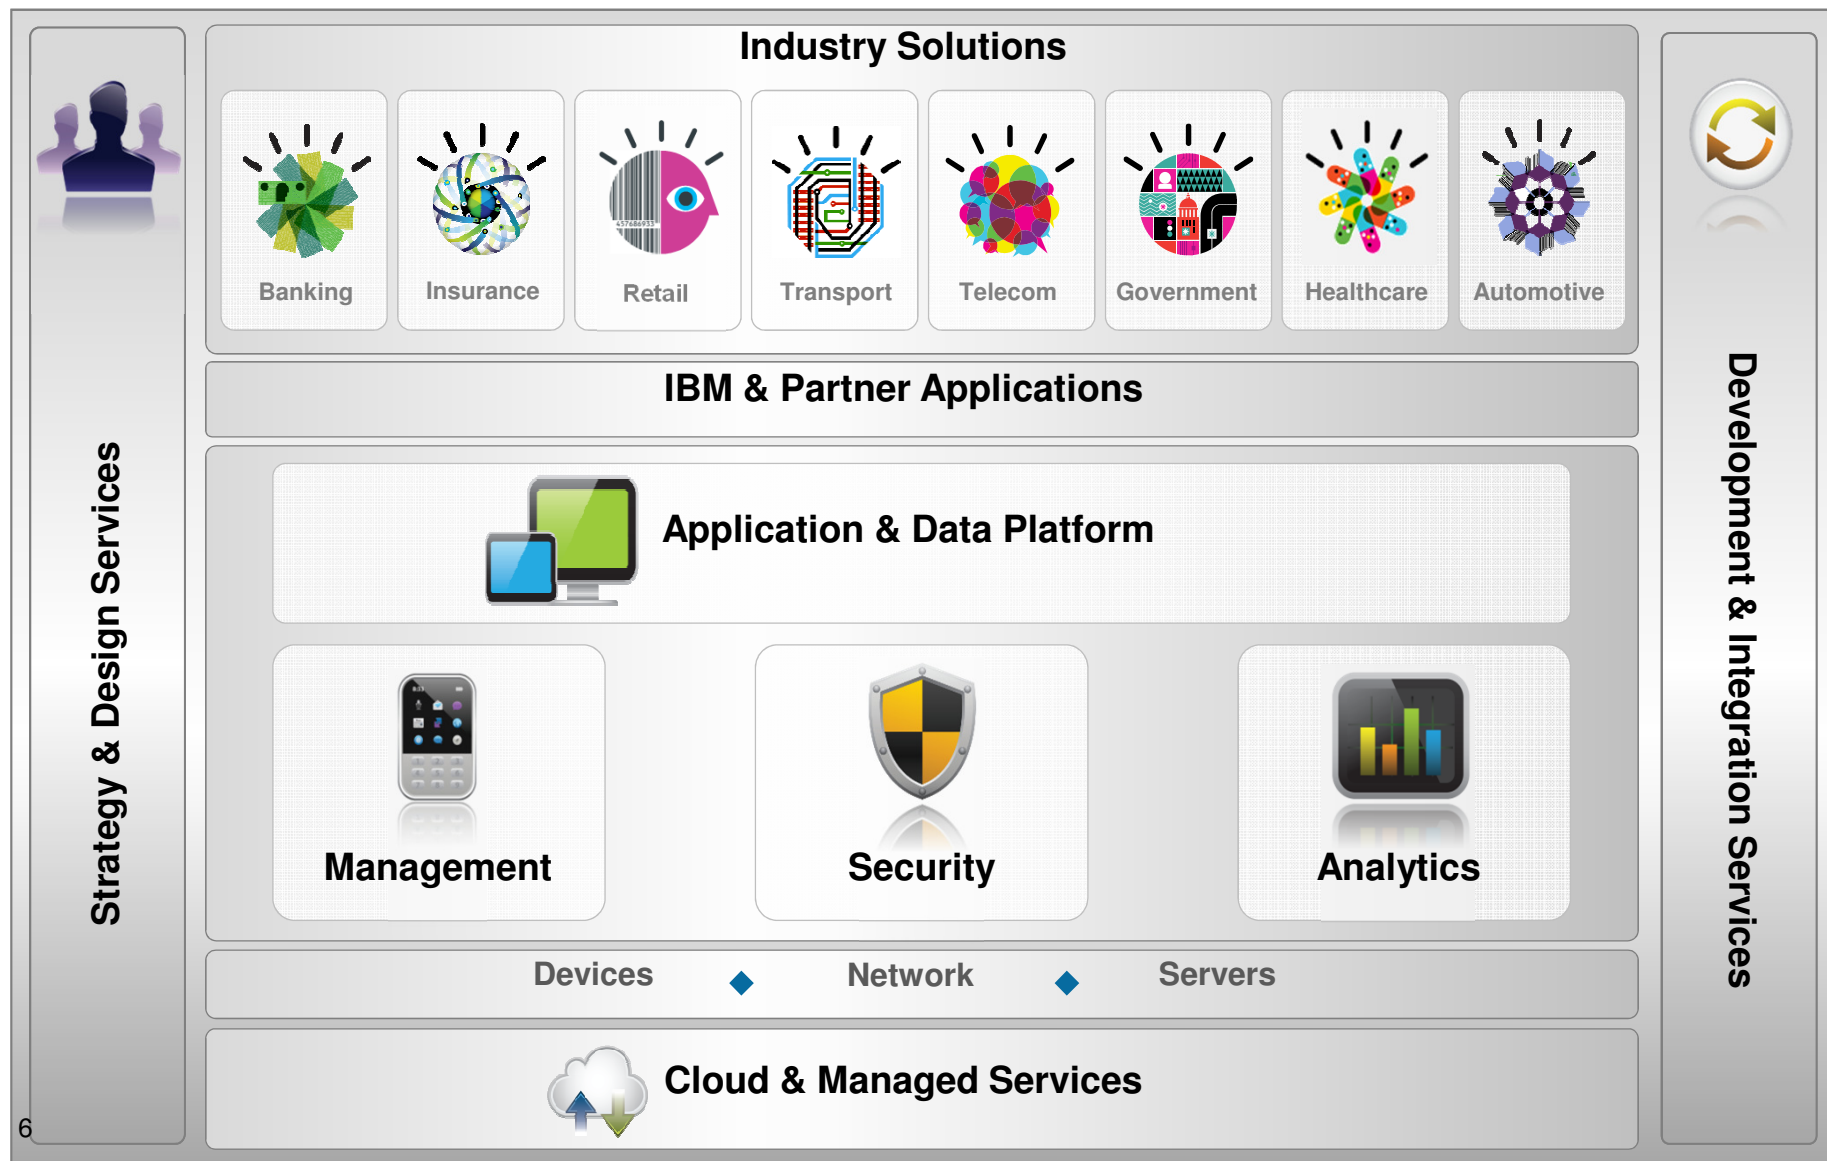 Industry Solutions
457686933
Banking
Insurance
Retail
Transport
Telecom
Government
Healthcare
Automotive
IBM & Partner Applications
Strategy & Design Services
Development & Integration Services
Application & Data Platform
Management
Security
Analytics
Devices
Network
Servers
Cloud & Managed Services
6